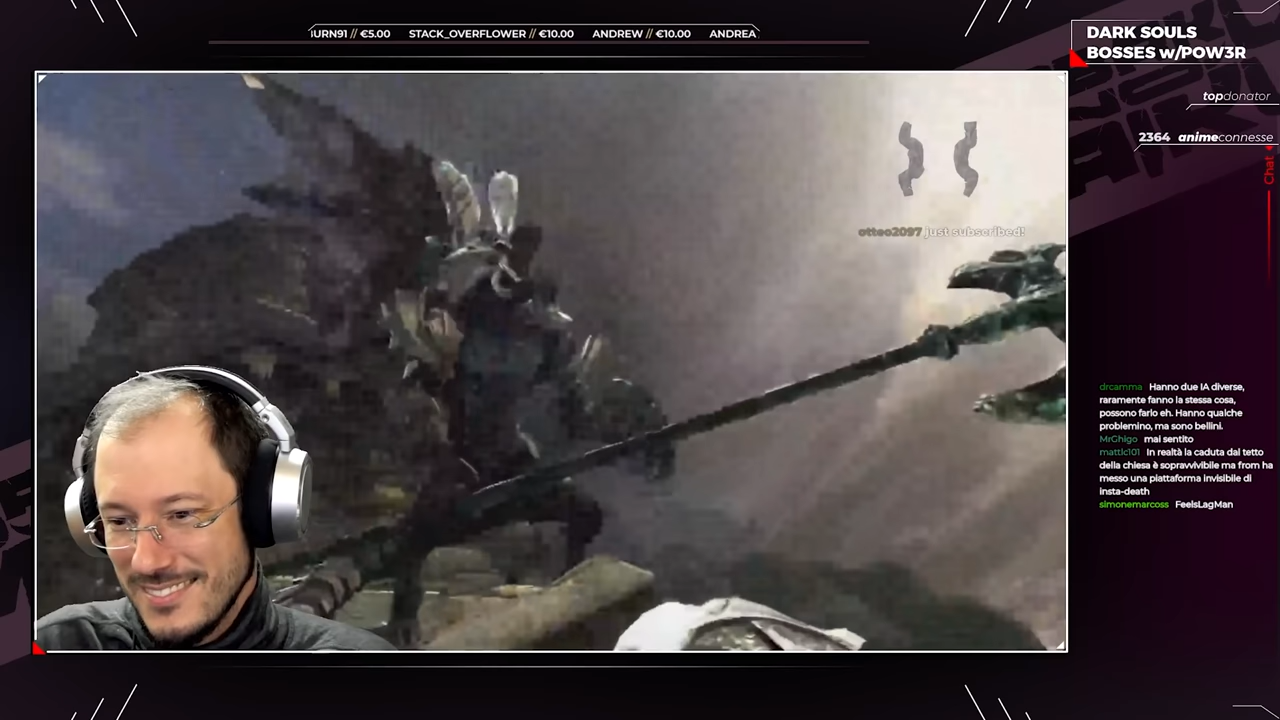 IURN91 // €5.00 STACK_OVERFLOWER // €10.00 ANDREW // €10.00 ANDREA
DARK SOULS
BOSSES w/POW3R
topdonator
2364 animeconnesse
Chat
otteo2097 just subscribed!
drcamma Hanno due IA diverse,
raramente fanno la stessa cosa,
possono farlo eh. Hanno qualche
problemino, ma sono bellini.
MrGhigo mai sentito
mattlc101 In realtà la caduta dal tetto
della chiesa è sopravvivibile ma from ha
messo una piattaforma invisibile di
insta-death
simonemarcoss FeelsLagMan